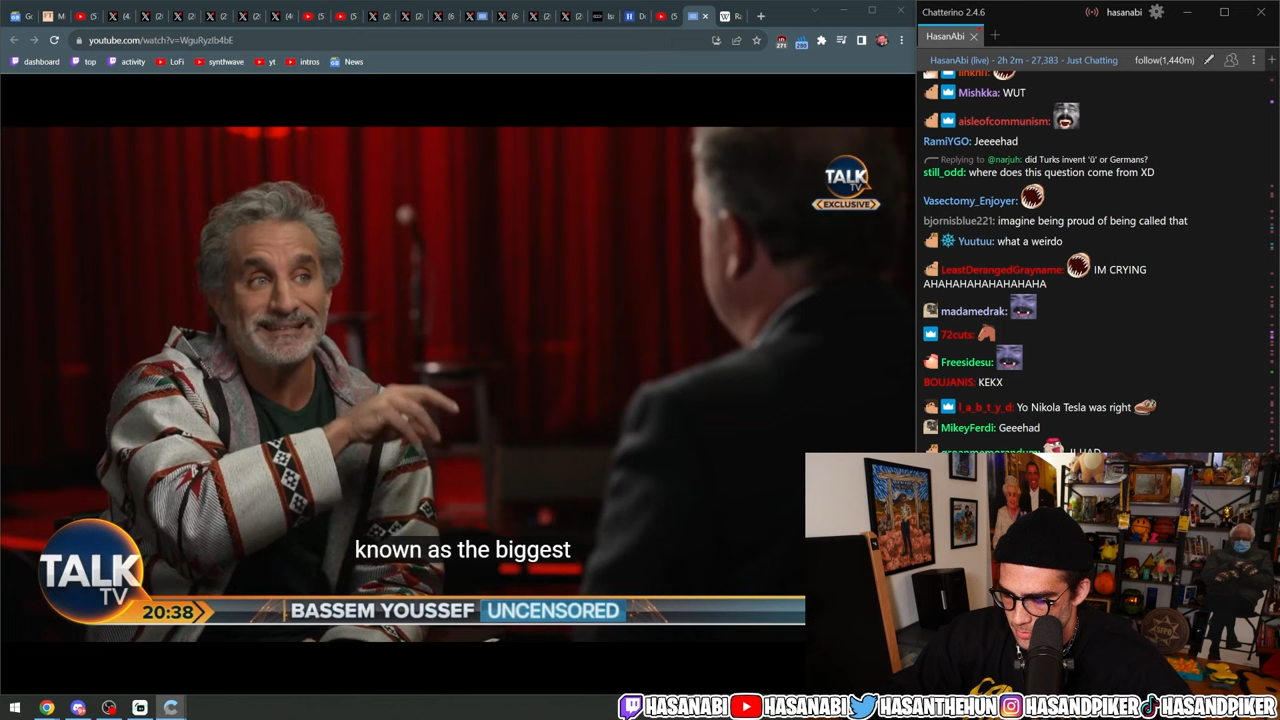 youtube.com/watch?v=WguRyzIb4bE
dashboard
top
activity
LoFi
synthwave
yt
intros
News
Chatterino 2.4.6
hasanabi
HasanAbi
HasanAbi (live) - 2h 2m - 27,383 - Just Chatting
follow(1,440m)
Mishkka: WUT
aisleofcommunism:
RamiYGO: Jeeeehad
Replying to @narjuh: did Turks invent 'ü' or Germans?
still_odd: where does this question come from XD
Vasectomy_Enjoyer:
bjornisblue221: imagine being proud of being called that
Yuutuu: what a weirdo
LeastDerangedGrayname: IM CRYING
AHAHAHAHAHAHAHAHA
madamedrak:
72cuts:
Freesidesu:
BOUJANIS: KEKX
l_a_b_t_y_d: Yo Nikola Tesla was right
MikeyFerdi: Geeehad
TALK
TV
EXCLUSIVE
known as the biggest
TALK
TV
20:38
BASSEM YOUSSEF UNCENSORED
HASANABI HASANABI HASANTHEHUN HASANDPIKER HASANDPIKER